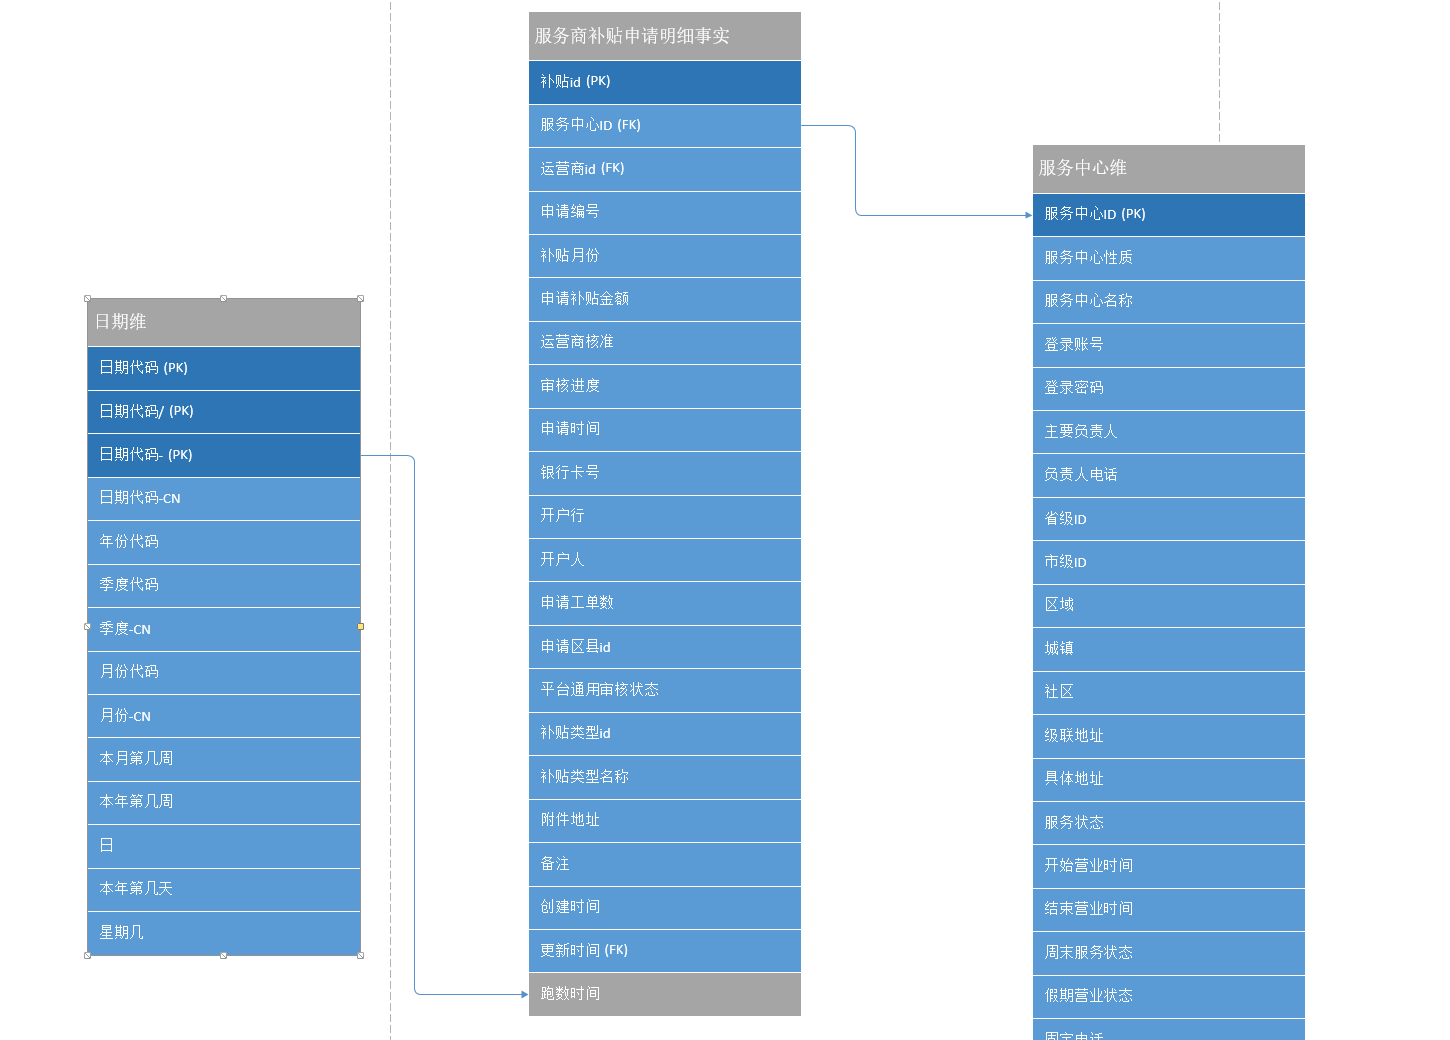 服务商补贴申请明细事实
补贴id (PK)
服务中心ID (FK)
运营商id (FK)
申请编号
补贴月份
申请补贴金额
运营商核准
审核进度
申请时间
银行卡号
开户行
开户人
申请工单数
申请区县id
平台通用审核状态
补贴类型id
补贴类型名称
附件地址
备注
创建时间
更新时间 (FK)
跑数时间
日期维
日期代码 (PK)
日期代码/ (PK)
日期代码- (PK)
日期代码-CN
年份代码
季度代码
季度-CN
月份代码
月份-CN
本月第几周
本年第几周
日
本年第几天
星期几
服务中心维
服务中心ID (PK)
服务中心性质
服务中心名称
登录账号
登录密码
主要负责人
负责人电话
省级ID
市级ID
区域
城镇
社区
级联地址
具体地址
服务状态
开始营业时间
结束营业时间
周末服务状态
假期营业状态